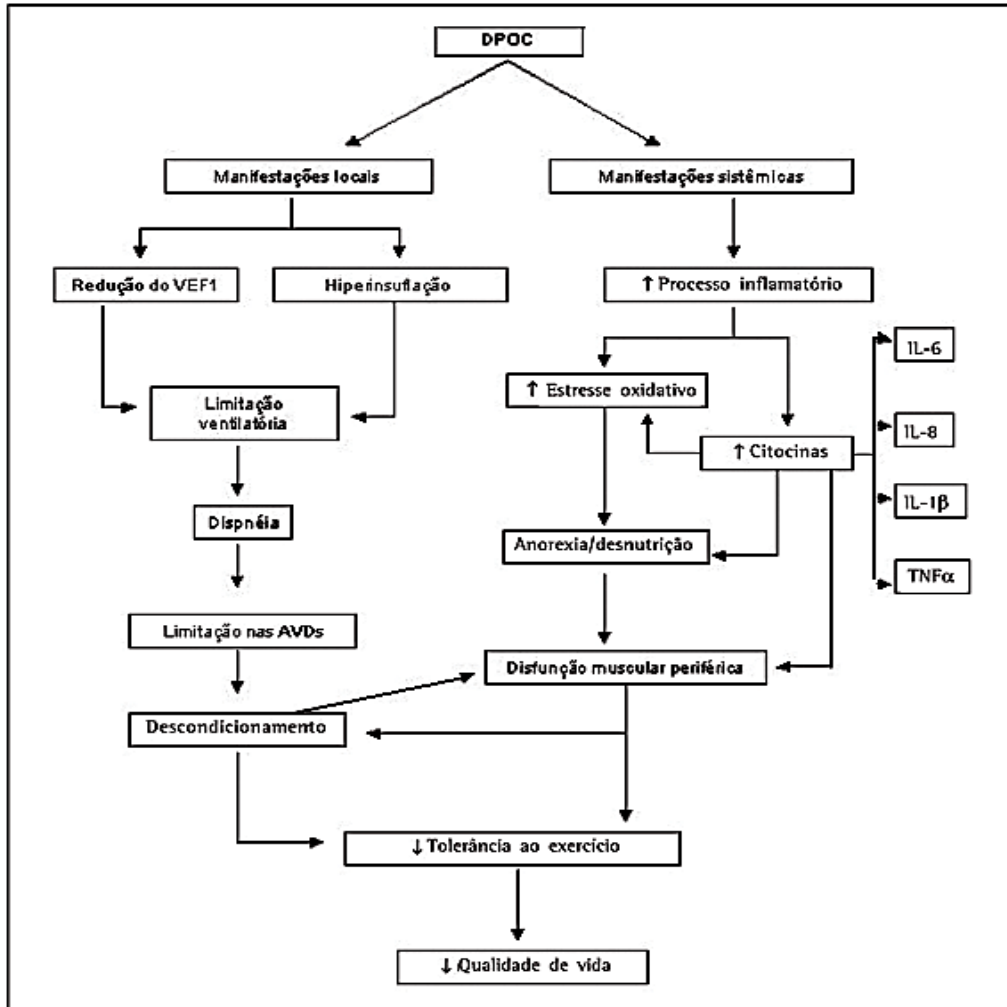 DPOC
Manifestações locais
Manifestações sistêmicas
Redução do VEF1
Hiperinsuflação
↑ Processo inflamatório
IL-6
↑ Estresse oxidativo
Limitação
ventilatória
IL-8
↑ Citocinas
IL-1β
Dispnéia
Anorexia/desnutrição
TNFα
Limitação nas AVDs
Disfunção muscular periférica
Descondicionamento
↓ Tolerância ao exercício
↓ Qualidade de vida